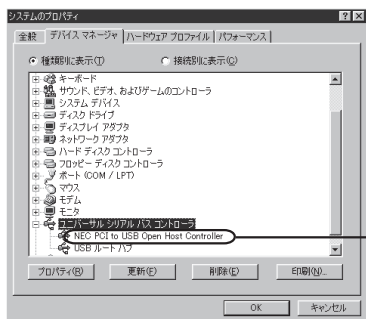 システムのプロパティ
全般 デバイス マネージャ ハードウェア プロファイル パフォーマンス
種類別に表示(T) 接続別に表示(C)
キーボード
サウンド、ビデオ、およびゲームのコントローラ
システム デバイス
ディスク ドライブ
ディスプレイ アダプタ
ネットワーク アダプタ
ハード ディスク コントローラ
フロッピー ディスク コントローラ
ポート (COM / LPT)
マウス
モデム
モニタ
ユニバーサル シリアル バス コントローラ
NEC PCI to USB Open Host Controller
USB ルート ハブ
プロパティ(R) 更新(F) 削除(E) 印刷(N)...
OK キャンセル